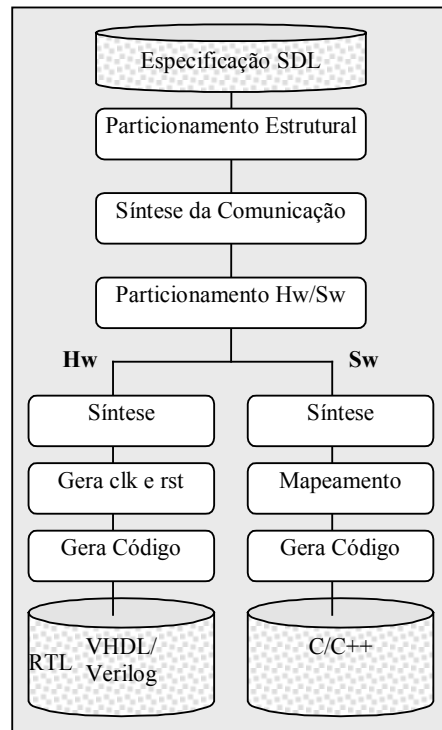 Especificação SDL
Particionamento Estrutural
Síntese da Comunicação
Particionamento Hw/Sw
Hw
Sw
Síntese
Síntese
Gera clk e rst
Mapeamento
Gera Código
Gera Código
VHDL/
RTL Verilog
C/C++